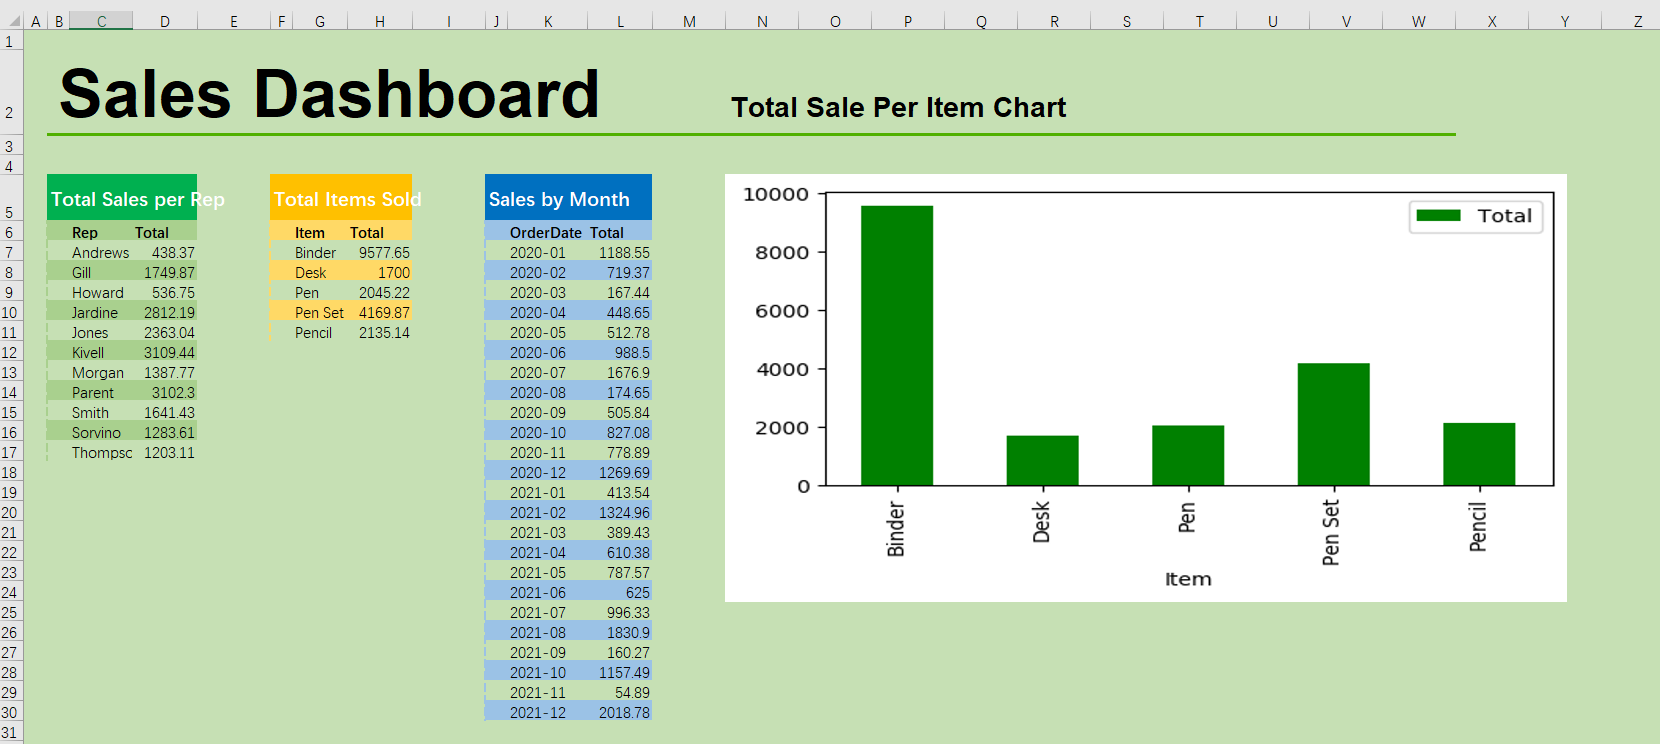 A B C D E F G H I J K L M N O P Q R S T U V W X Y Z
1
2 Sales Dashboard Total Sale Per Item Chart
3
4
5 Total Sales per Rep Total Items Sold Sales by Month
6 Rep Total Item Total OrderDate Total
7 Andrews 438.37 Binder 9577.65 2020-01 1188.55
8 Gill 1749.87 Desk 1700 2020-02 719.37
9 Howard 536.75 Pen 2045.22 2020-03 167.44
10 Jardine 2812.19 Pen Set 4169.87 2020-04 448.65
11 Jones 2363.04 Pencil 2135.14 2020-05 512.78
12 Kivell 3109.44 2020-06 988.5
13 Morgan 1387.77 2020-07 1676.9
14 Parent 3102.3 2020-08 174.65
15 Smith 1641.43 2020-09 505.84
16 Sorvino 1283.61 2020-10 827.08
17 Thompsc 1203.11 2020-11 778.89
18 2020-12 1269.69
19 2021-01 413.54
20 2021-02 1324.96
21 2021-03 389.43
22 2021-04 610.38
23 2021-05 787.57
24 2021-06 625
25 2021-07 996.33
26 2021-08 1830.9
27 2021-09 160.27
28 2021-10 1157.49
29 2021-11 54.89
30 2021-12 2018.78
31
10000
8000
6000
4000
2000
0
Total
Binder Desk Pen Pen Set Pencil
Item